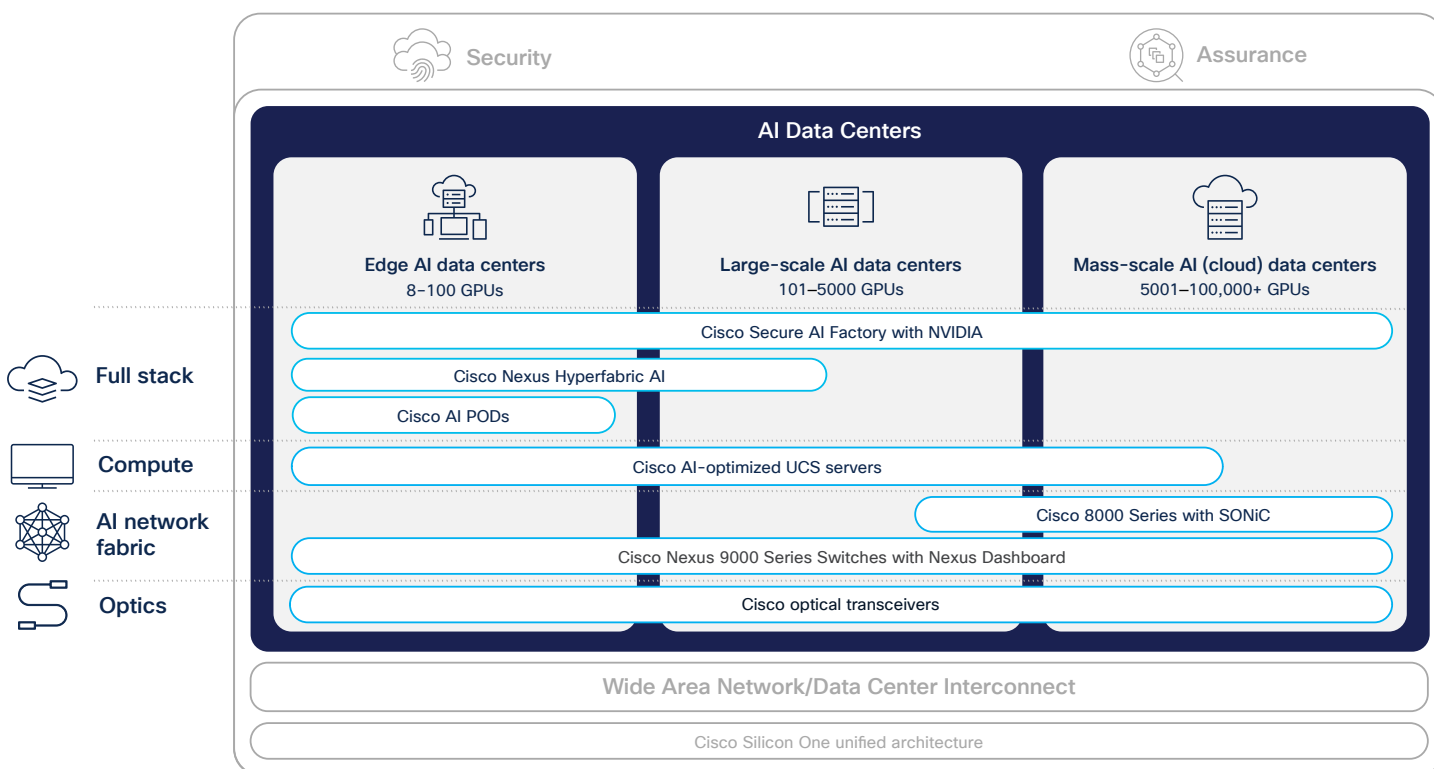 Security
Assurance
AI Data Centers
Edge AI data centers
8-100 GPUs
Large-scale AI data centers
101–5000 GPUs
Mass-scale AI (cloud) data centers
5001–100,000+ GPUs
Full stack
Cisco Secure AI Factory with NVIDIA
Cisco Nexus Hyperfabric AI
Cisco AI PODs
Compute
Cisco AI-optimized UCS servers
AI network
fabric
Cisco 8000 Series with SONiC
Cisco Nexus 9000 Series Switches with Nexus Dashboard
Optics
Cisco optical transceivers
Wide Area Network/Data Center Interconnect
Cisco Silicon One unified architecture